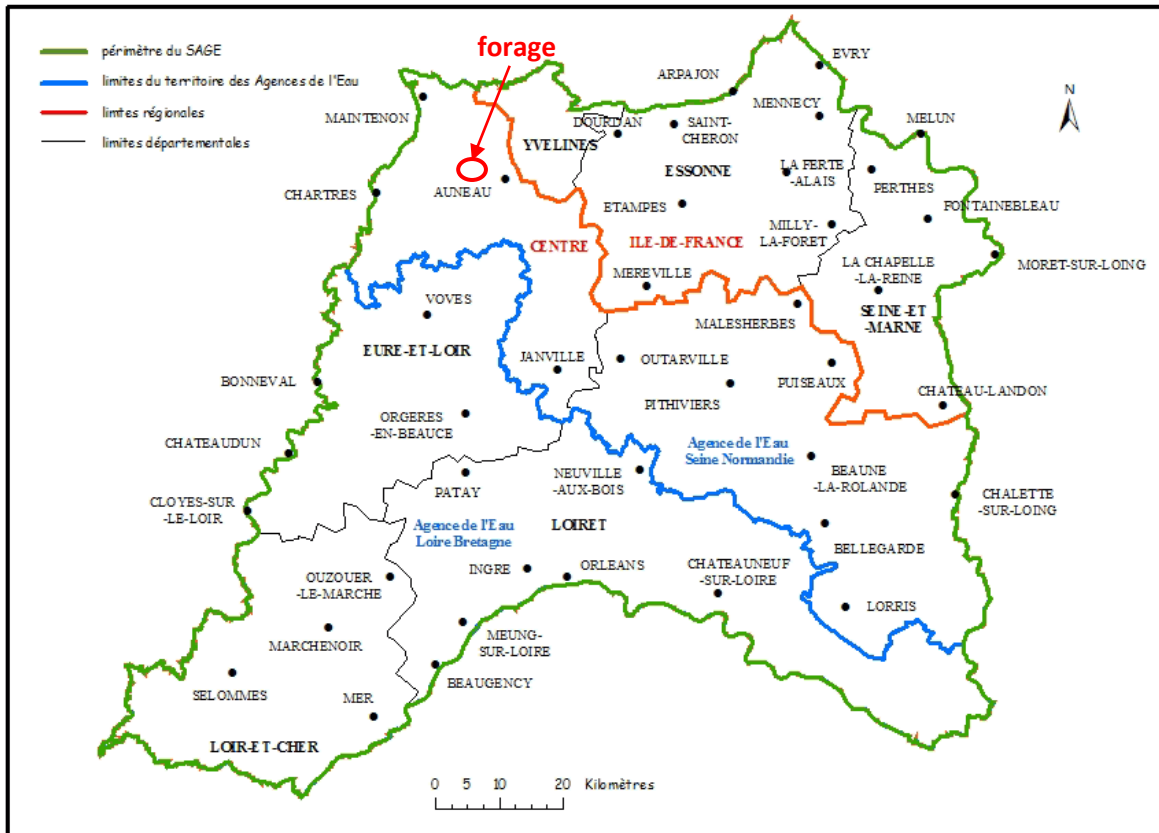 périmètre du SAGE
limites du territoire des Agences de l'Eau
limtes régionales
limites départementales
forage
N
EVRY
ARPAJON
MENNECY
MAINTENON
DOURDAN
SAINT-
CHERON
MELUN
YVELINES
ESSONNE
LA FERTE
-ALAIS
PERTHES
CHARTRES
AUNEAU
ETAMPES
FONTAINEBLEAU
MILLY-
LA-FORET
CENTRE
ILE-DE-FRANCE
LA CHAPELLE
-LA-REINE
MORET-SUR-LOING
MEREVILLE
VOVES
MALESHERBES
SEINE-ET
-MARNE
EURE-ET-LOIR
JANVILLE
OUTARVILLE
PUISEAUX
BONNEVAL
PITHIVIERS
CHATEAU-LANDON
ORGERES
-EN-BEAUCE
CHATEAUDUN
Agence de l'Eau
Seine Normandie
NEUVILLE
-AUX-BOIS
BEAUNE
-LA-ROLANDE
PATAY
CHALETTE
-SUR-LOING
CLOYES-SUR
-LE-LOIR
Agence de l'Eau
Loire Bretagne
LOIRET
BELLEGARDE
INGRE
ORLEANS
CHATEAUNEUF
-SUR-LOIRE
OUZOUER
-LE-MARCHE
LORRIS
MARCHENOIR
MEUNG-
SUR-LOIRE
SELOMMES
BEAUGENCY
MER
LOIR-ET-CHER
0 5 10 20 Kilomètres